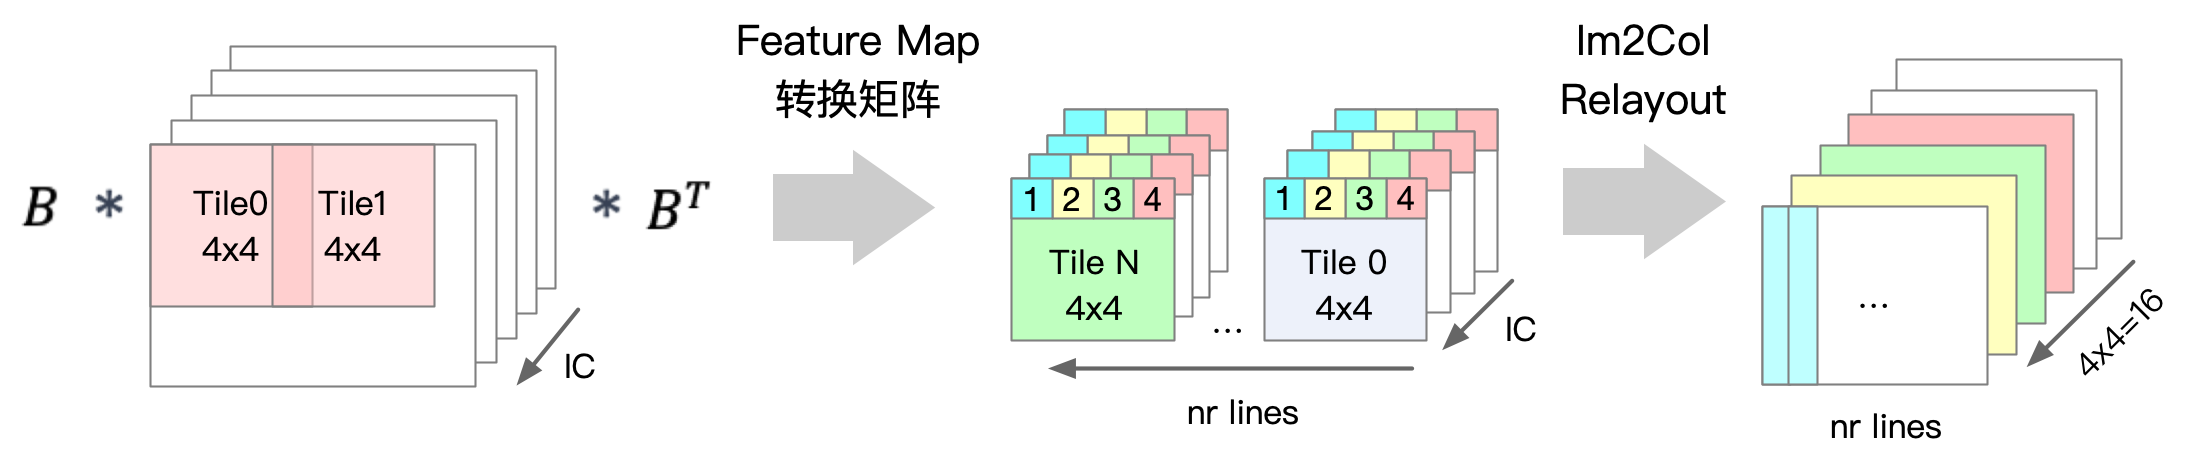 B * Tile0 Tile1 * Bᵀ
4x4 4x4
IC
Feature Map
转换矩阵
1 2 3 4
Tile N
4x4
...
1 2 3 4
Tile 0
4x4
IC
nr lines
Im2Col
Relayout
...
4x4=16
nr lines